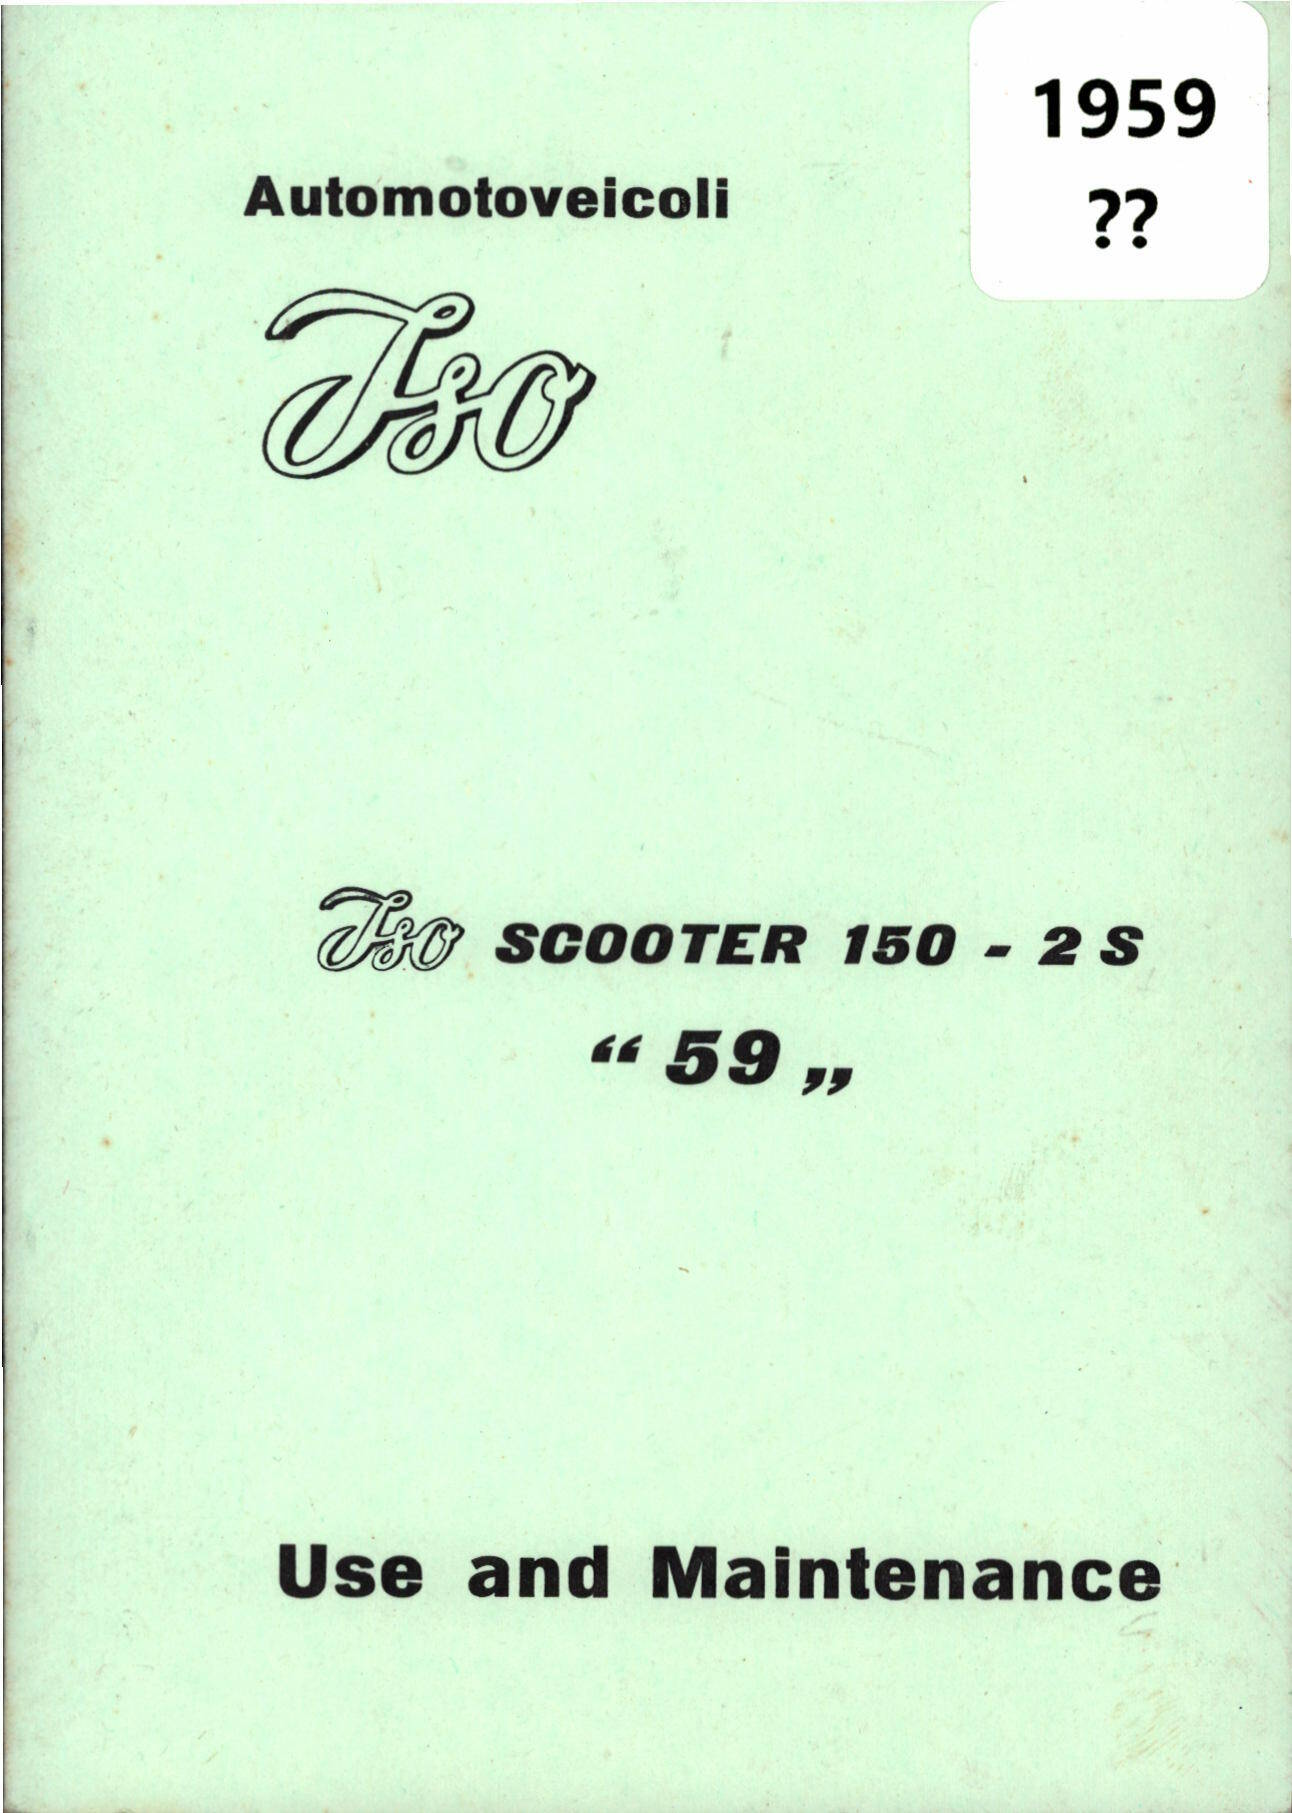 1959
??
Automotoveicoli
Iso
Iso SCOOTER 150 - 2 S
“ 59 „
Use and Maintenance